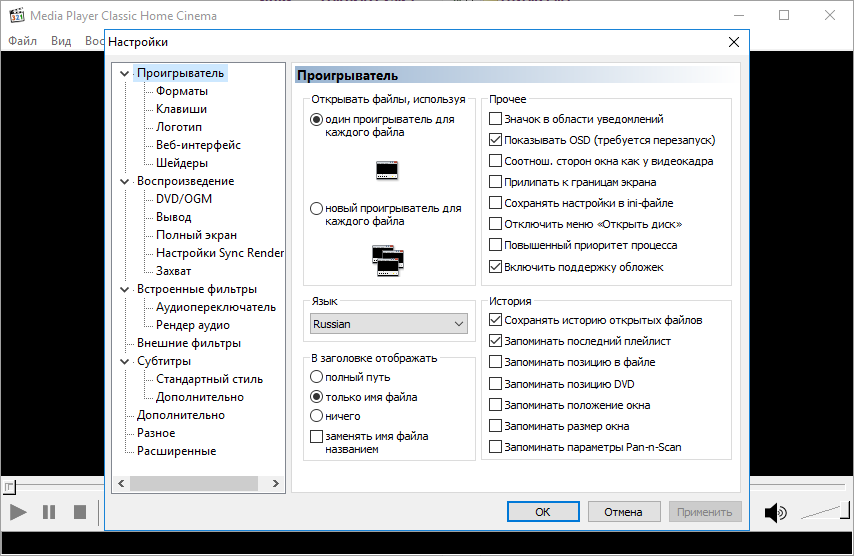 Media Player Classic Home Cinema
Файл Вид Вос
Настройки
Проигрыватель
Форматы
Клавиши
Логотип
Веб-интерфейс
Шейдеры
Воспроизведение
DVD/OGM
Вывод
Полный экран
Настройки Sync Render
Захват
Встроенные фильтры
Аудиопереключатель
Рендер аудио
Внешние фильтры
Субтитры
Стандартный стиль
Дополнительно
Дополнительно
Разное
Расширенные
Проигрыватель
Открывать файлы, используя
один проигрыватель для
каждого файла
новый проигрыватель для
каждого файла
Язык
Russian
В заголовке отображать
полный путь
только имя файла
ничего
заменять имя файла
названием
Прочее
Значок в области уведомлений
Показывать OSD (требуется перезапуск)
Соотнош. сторон окна как у видеокадра
Прилипать к границам экрана
Сохранять настройки в ini-файле
Отключить меню «Открыть диск»
Повышенный приоритет процесса
Включить поддержку обложек
История
Сохранять историю открытых файлов
Запоминать последний плейлист
Запоминать позицию в файле
Запоминать позицию DVD
Запоминать положение окна
Запоминать размер окна
Запоминать параметры Pan-n-Scan
OK Отмена Применить